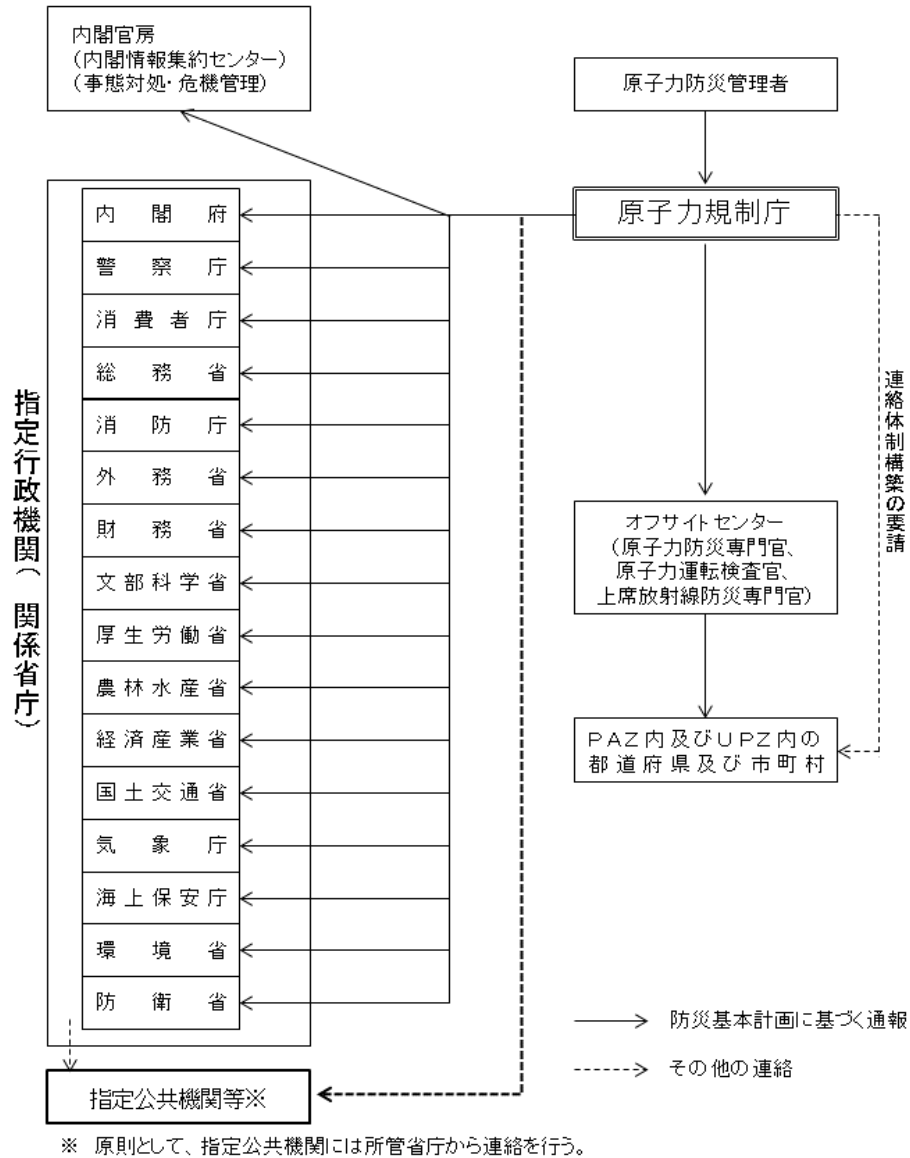 内閣官房
(内閣情報集約センター)
(事態対処・危機管理)
原子力防災管理者
原子力規制庁
指定行政機関(関係省庁)
内閣府
警察庁
消費者庁
総務省
消防庁
外務省
財務省
文部科学省
厚生労働省
農林水産省
経済産業省
国土交通省
気象庁
海上保安庁
環境省
防衛省
連絡体制構築の要請
オフサイトセンター
(原子力防災専門官、
原子力運転検査官、
上席放射線防災専門官)
PAZ内及びUPZ内の
都道府県及び市町村
防災基本計画に基づく通報
その他の連絡
指定公共機関等※
※ 原則として、指定公共機関には所管省庁から連絡を行う。